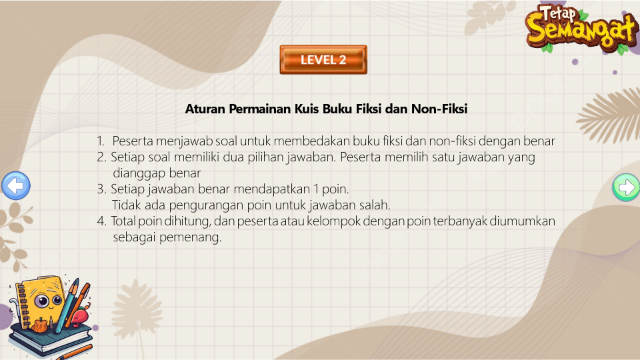 Tetap
Semangat
LEVEL 2
Aturan Permainan Kuis Buku Fiksi dan Non-Fiksi
1. Peserta menjawab soal untuk membedakan buku fiksi dan non-fiksi dengan benar
2. Setiap soal memiliki dua pilihan jawaban. Peserta memilih satu jawaban yang
dianggap benar
3. Setiap jawaban benar mendapatkan 1 poin.
Tidak ada pengurangan poin untuk jawaban salah.
4. Total poin dihitung, dan peserta atau kelompok dengan poin terbanyak diumumkan
sebagai pemenang.